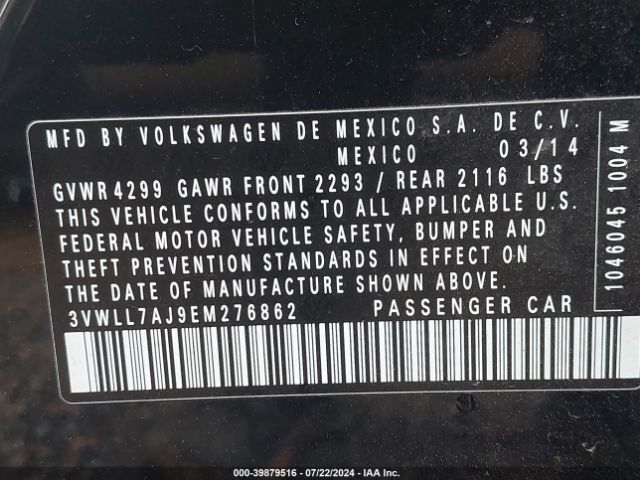 MFD BY VOLKSWAGEN DE MEXICO S.A. DE C.V.
MEXICO 03/14
GVWR 4299 GAWR FRONT 2293 / REAR 2116 LBS
THIS VEHICLE CONFORMS TO ALL APPLICABLE U.S.
FEDERAL MOTOR VEHICLE SAFETY, BUMPER AND
THEFT PREVENTION STANDARDS IN EFFECT ON
THE DATE OF MANUFACTURE SHOWN ABOVE.
3VWLL7AJ9EM276862 PASSENGER CAR
1046045 1004 M
000-39879516 - 07/22/2024 - IAA Inc.